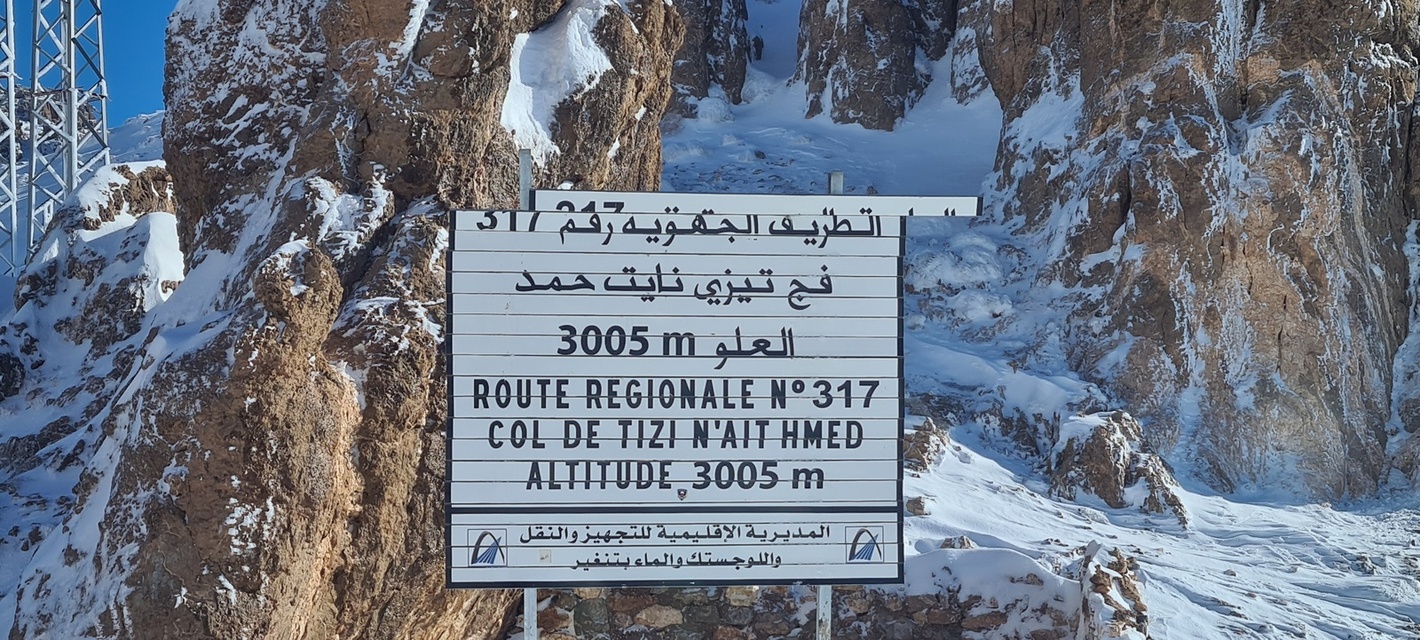 الطريق الجهوية رقم 317
فج تيزي نايت حمد
العلو 3005 m
ROUTE REGIONALE N°317
COL DE TIZI N'AIT HMED
ALTITUDE 3005 m
المديرية الاقليمية للتجهيز والنقل
واللوجستك والماء بتنغير